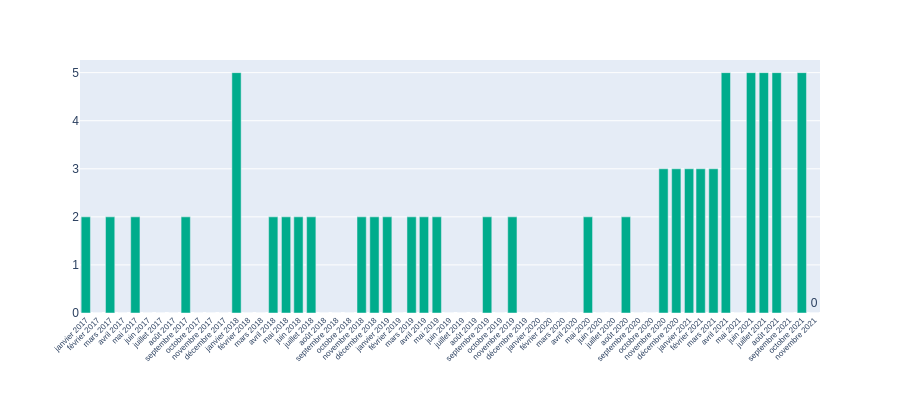 5
4
3
2
1
0
0
janvier 2017
février 2017
mars 2017
avril 2017
mai 2017
juin 2017
juillet 2017
août 2017
septembre 2017
octobre 2017
novembre 2017
décembre 2017
janvier 2018
février 2018
mars 2018
avril 2018
mai 2018
juin 2018
juillet 2018
août 2018
septembre 2018
octobre 2018
novembre 2018
décembre 2018
janvier 2019
février 2019
mars 2019
avril 2019
mai 2019
juin 2019
juillet 2019
août 2019
septembre 2019
octobre 2019
novembre 2019
décembre 2019
janvier 2020
février 2020
mars 2020
avril 2020
mai 2020
juin 2020
juillet 2020
août 2020
septembre 2020
octobre 2020
novembre 2020
décembre 2020
janvier 2021
février 2021
mars 2021
avril 2021
mai 2021
juin 2021
juillet 2021
août 2021
septembre 2021
octobre 2021
novembre 2021